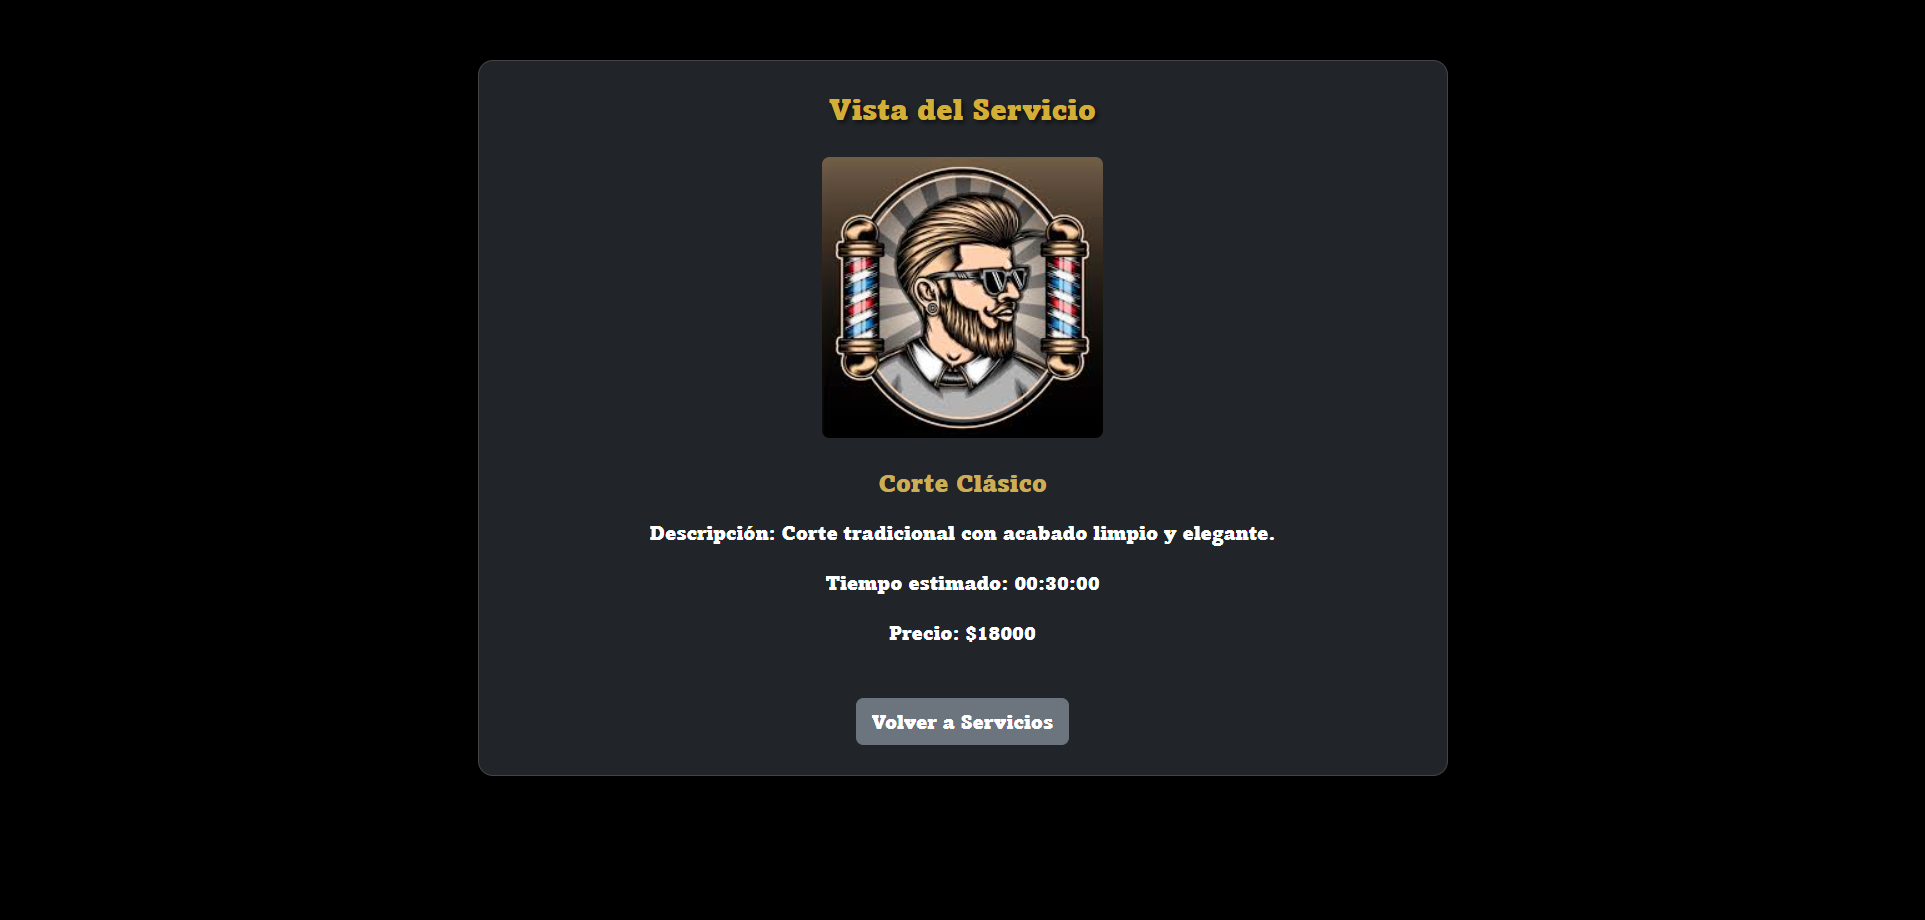 Vista del Servicio
Corte Clásico
Descripción: Corte tradicional con acabado limpio y elegante.
Tiempo estimado: 00:30:00
Precio: $18000
Volver a Servicios